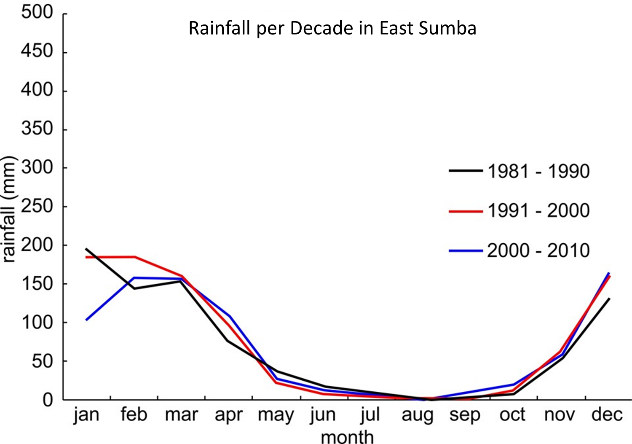 Rainfall per Decade in East Sumba
rainfall (mm)
500
450
400
350
300
250
200
150
100
50
0
1981 - 1990
1991 - 2000
2000 - 2010
jan feb mar apr may jun jul aug sep oct nov dec
month